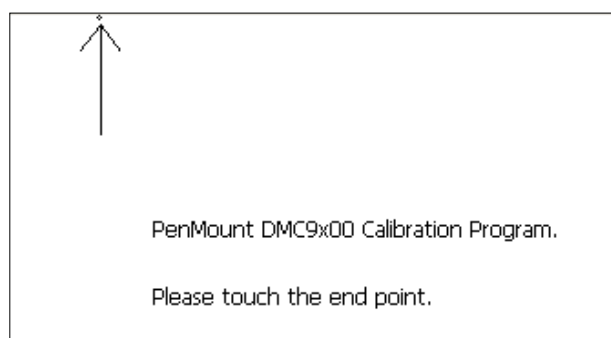 PenMount DMC9x00 Calibration Program.
Please touch the end point.